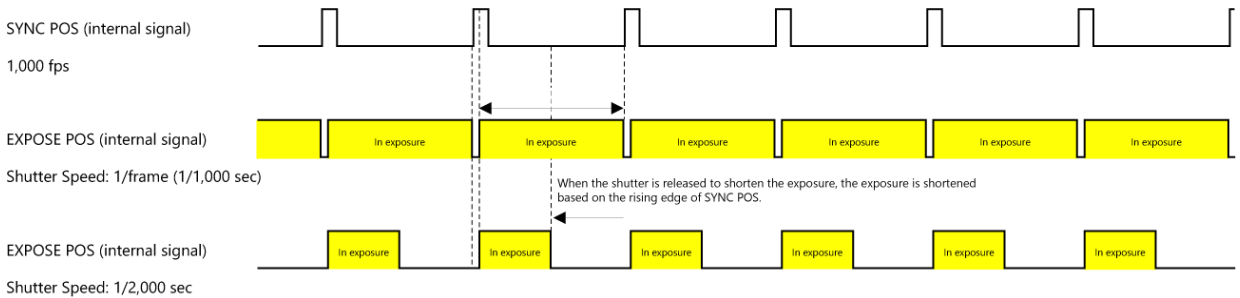 SYNC POS (internal signal)
1,000 fps
EXPOSE POS (internal signal)
In exposure In exposure In exposure In exposure In exposure In exposure
Shutter Speed: 1/frame (1/1,000 sec)
When the shutter is released to shorten the exposure, the exposure is shortened
based on the rising edge of SYNC POS.
EXPOSE POS (internal signal)
In exposure In exposure In exposure In exposure In exposure In exposure
Shutter Speed: 1/2,000 sec